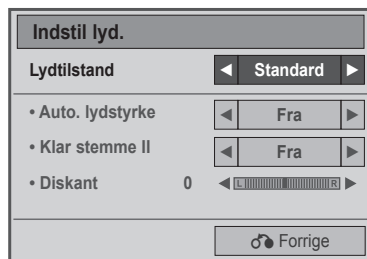 Indstil lyd.
Lydtilstand ◄ Standard ►
• Auto. lydstyrke ◄ Fra ►
• Klar stemme II ◄ Fra ►
• Diskant 0 ◄ L R ►
Forrige